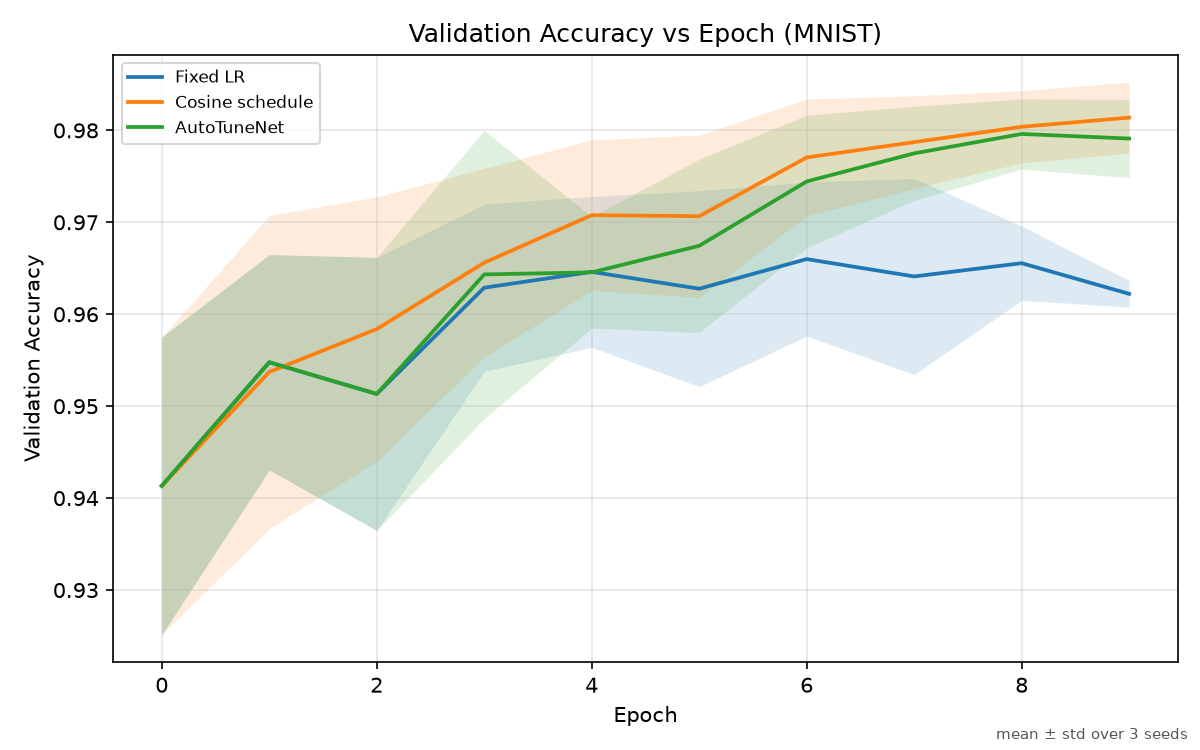 Validation Accuracy vs Epoch (MNIST)
Fixed LR
Cosine schedule
AutoTuneNet
Validation Accuracy
0.98
0.97
0.96
0.95
0.94
0.93
0 2 4 6 8
Epoch
mean ± std over 3 seeds